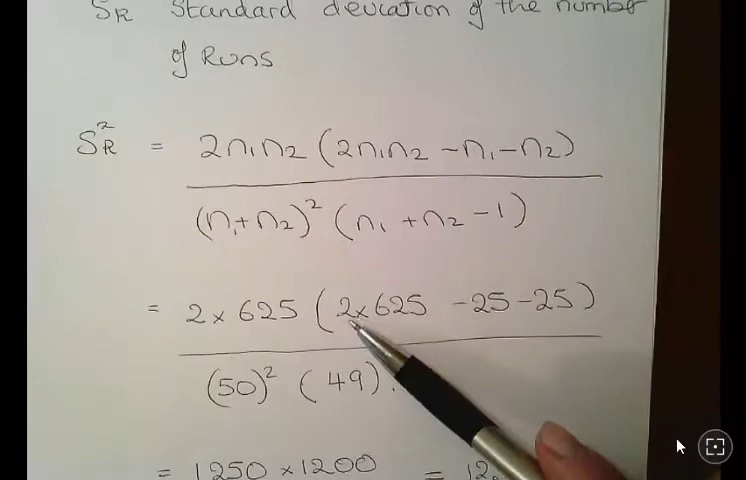 SR Standard deviation of the number
of Runs
SR² = 2n₁n₂ (2n₁n₂ - n₁ - n₂)
(n₁+n₂)² (n₁ + n₂ - 1)
= 2 × 625 (2×625 - 25 - 25)
(50)² (49)
= 1250 × 1200 = 12.